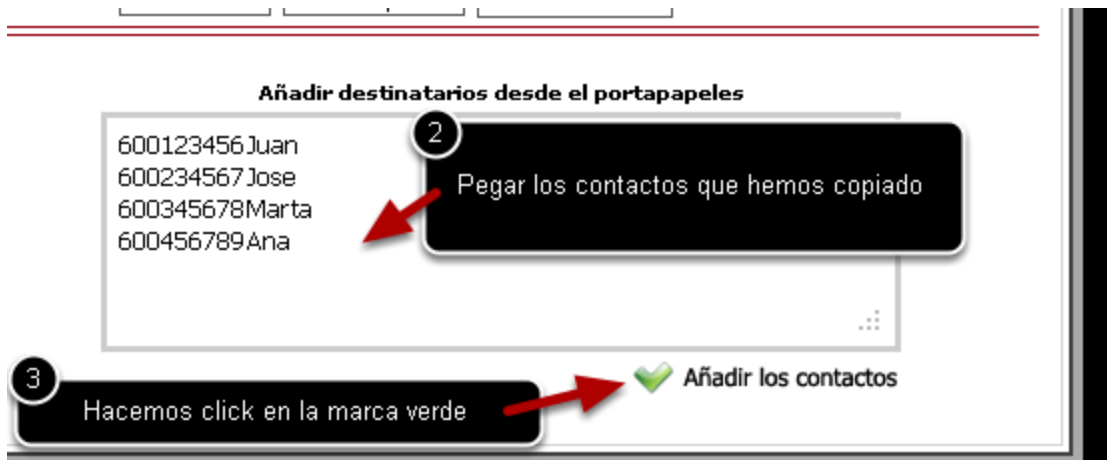 Añadir destinatarios desde el portapapeles
600123456Juan
600234567Jose
600345678Marta
600456789Ana
2
Pegar los contactos que hemos copiado
Añadir los contactos
3
Hacemos click en la marca verde